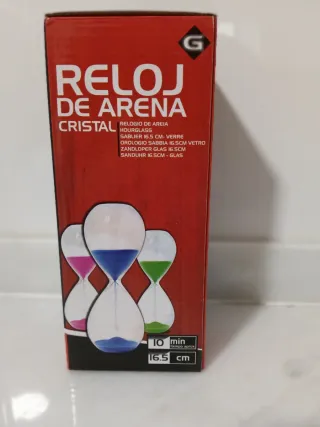 G
RELOJ
DE ARENA
CRISTAL
RELOGIO DE AREIA
HOURGLASS
SABLIER 16.5 CM- VERRE
OROLOGIO SABBIA 16.5CM VETRO
ZANDLOPER GLAS 16.5CM
SANDUHR 16.5CM - GLAS
10 min
16.5 cm